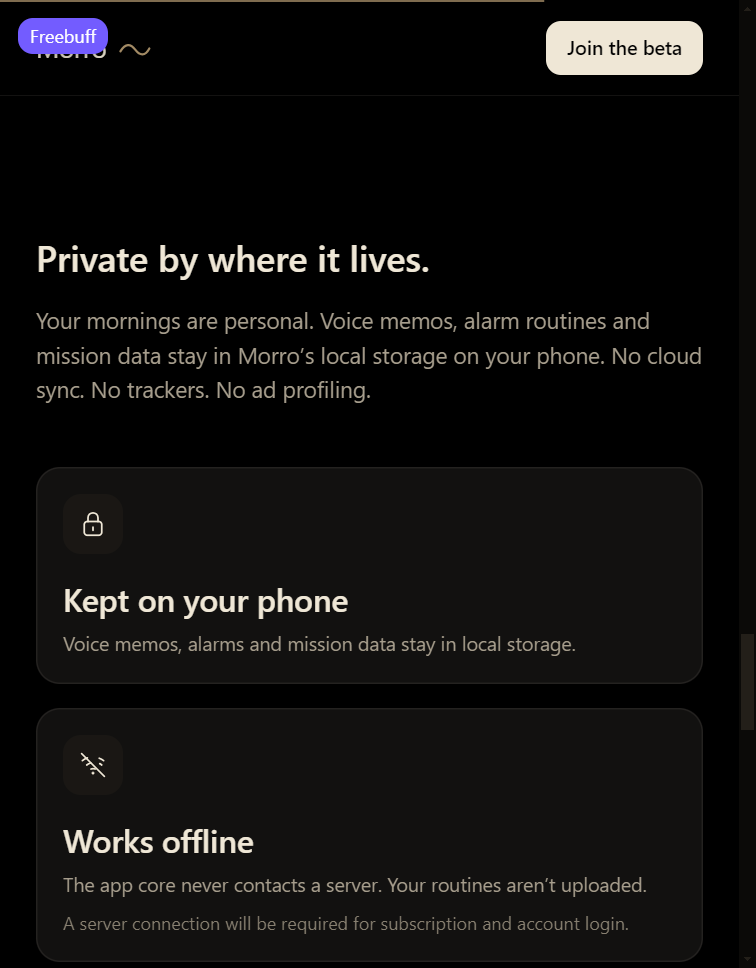 Freebuff
Morro
Join the beta
Private by where it lives.
Your mornings are personal. Voice memos, alarm routines and
mission data stay in Morro’s local storage on your phone. No cloud
sync. No trackers. No ad profiling.
Kept on your phone
Voice memos, alarms and mission data stay in local storage.
Works offline
The app core never contacts a server. Your routines aren’t uploaded.
A server connection will be required for subscription and account login.